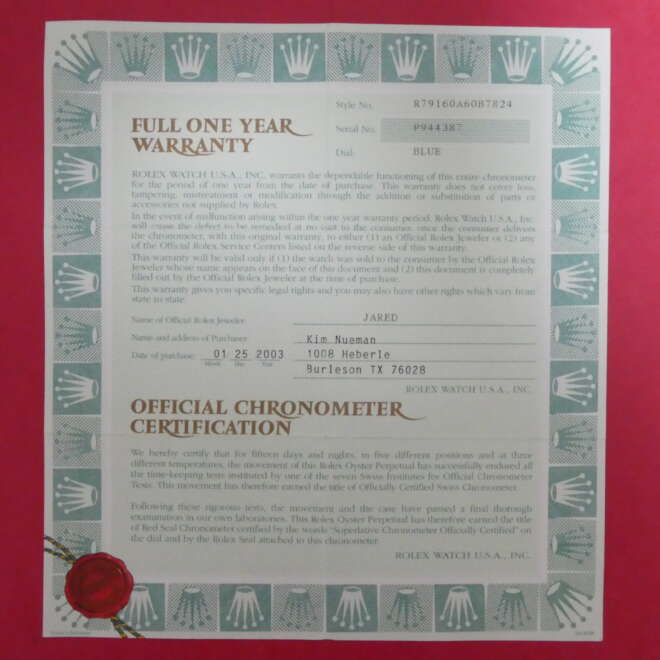 Style No. R79160A60B7824
FULL ONE YEAR
WARRANTY
Serial No. P944387
Dial: BLUE
ROLEX WATCH U.S.A., INC. warrants the dependable functioning of this entire chronometer
for the period of one year from the date of purchase. This warranty does not cover loss,
tampering, mistreatment or modification through the addition or substitution of parts or
accessories not supplied by Rolex.
In the event of malfunction arising within the one year warranty period, Rolex Watch U.S.A., Inc.
will cause the defect to be remedied at no cost to the consumer, once the consumer delivers
the chronometer, with this original warranty, to either (1) an Official Rolex Jeweler or (2) any
of the Official Rolex Service Centers listed on the reverse side of this warranty.
This warranty will be valid only if (1) the watch was sold to the consumer by the Official Rolex
Jeweler whose name appears on the face of this document and (2) this document is completely
filled out by the Official Rolex Jeweler at the time of purchase.
This warranty gives you specific legal rights and you may also have other rights which vary from
state to state.
Name of Official Rolex Jeweler: JARED
Name and address of Purchaser: Kim Nueman
Date of purchase: 01 25 2003 1008 Heberle
Month Day Year
Burleson TX 76028
ROLEX WATCH U.S.A., INC.
OFFICIAL CHRONOMETER
CERTIFICATION
We hereby certify that for fifteen days and nights, in five different positions and at three
different temperatures, the movement of this Rolex Oyster Perpetual has successfully endured all
the time-keeping tests instituted by one of the seven Swiss Institutes for Official Chronometer
Tests. This movement has therefore earned the title of Officially Certified Swiss Chronometer.
Following these rigorous tests, the movement and the case have passed a final thorough
examination in our own laboratories. This Rolex Oyster Perpetual has therefore earned the title
of Red Seal Chronometer certified by the words "Superlative Chronometer Officially Certified" on
the dial and by the Rolex Seal attached to this chronometer.
ROLEX WATCH U.S.A., INC.